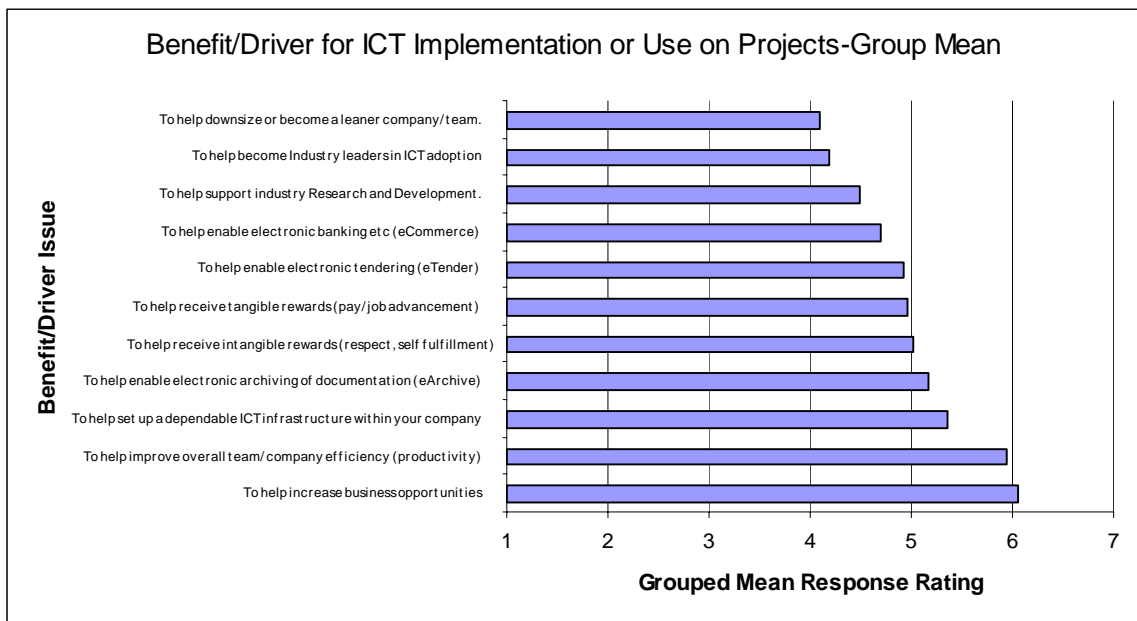 Benefit/Driver for ICT Implementation or Use on Projects-Group Mean
Benefit/Driver Issue
To help downsize or become a leaner company/team.
To help become Industry leaders in ICT adoption
To help support industry Research and Development.
To help enable electronic banking etc (eCommerce)
To help enable electronic tendering (eTender)
To help receive tangible rewards (pay/job advancement)
To help receive intangible rewards (respect, self fulfillment)
To help enable electronic archiving of documentation (eArchive)
To help set up a dependable ICT infrastructure within your company
To help improve overall team/company efficiency (productivity)
To help increase business opportunities
1 2 3 4 5 6 7
Grouped Mean Response Rating